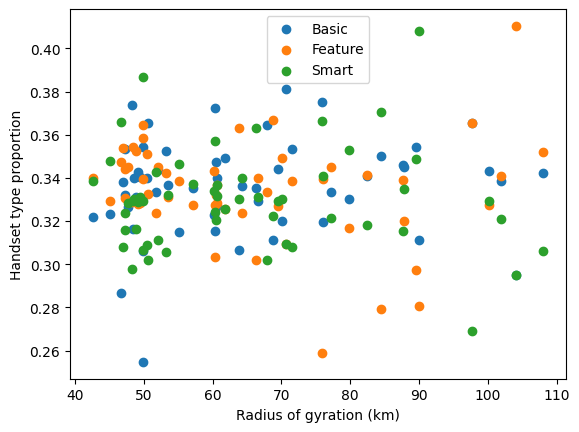 Basic
Feature
Smart
Handset type proportion
0.40
0.38
0.36
0.34
0.32
0.30
0.28
0.26
40 50 60 70 80 90 100 110
Radius of gyration (km)